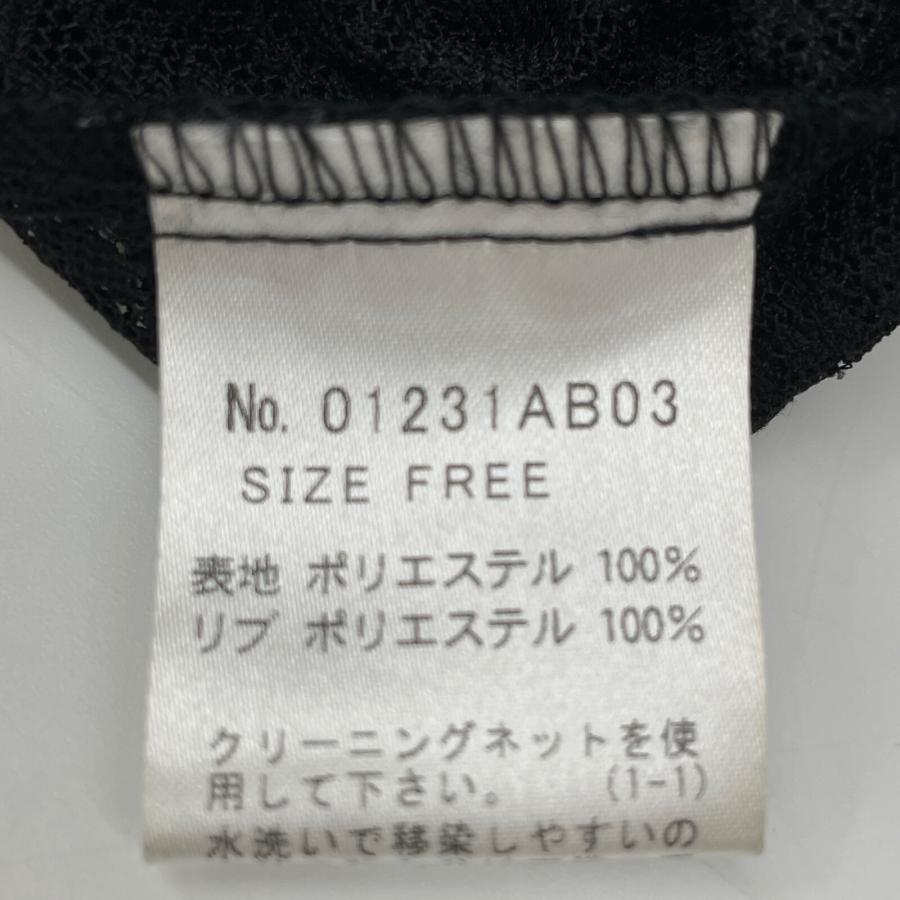 No. 01231AB03
SIZE FREE
表地 ポリエステル 100%
リブ ポリエステル 100%
クリーニングネットを使
用して下さい。 (1-1)
水洗いで移染しやすいの